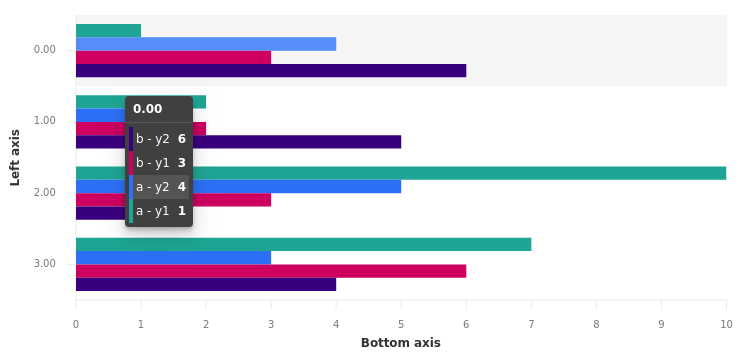 Left axis
0.00
1.00
2.00
3.00
0.00
b - y2 6
b - y1 3
a - y2 4
a - y1 1
0 1 2 3 4 5 6 7 8 9 10
Bottom axis